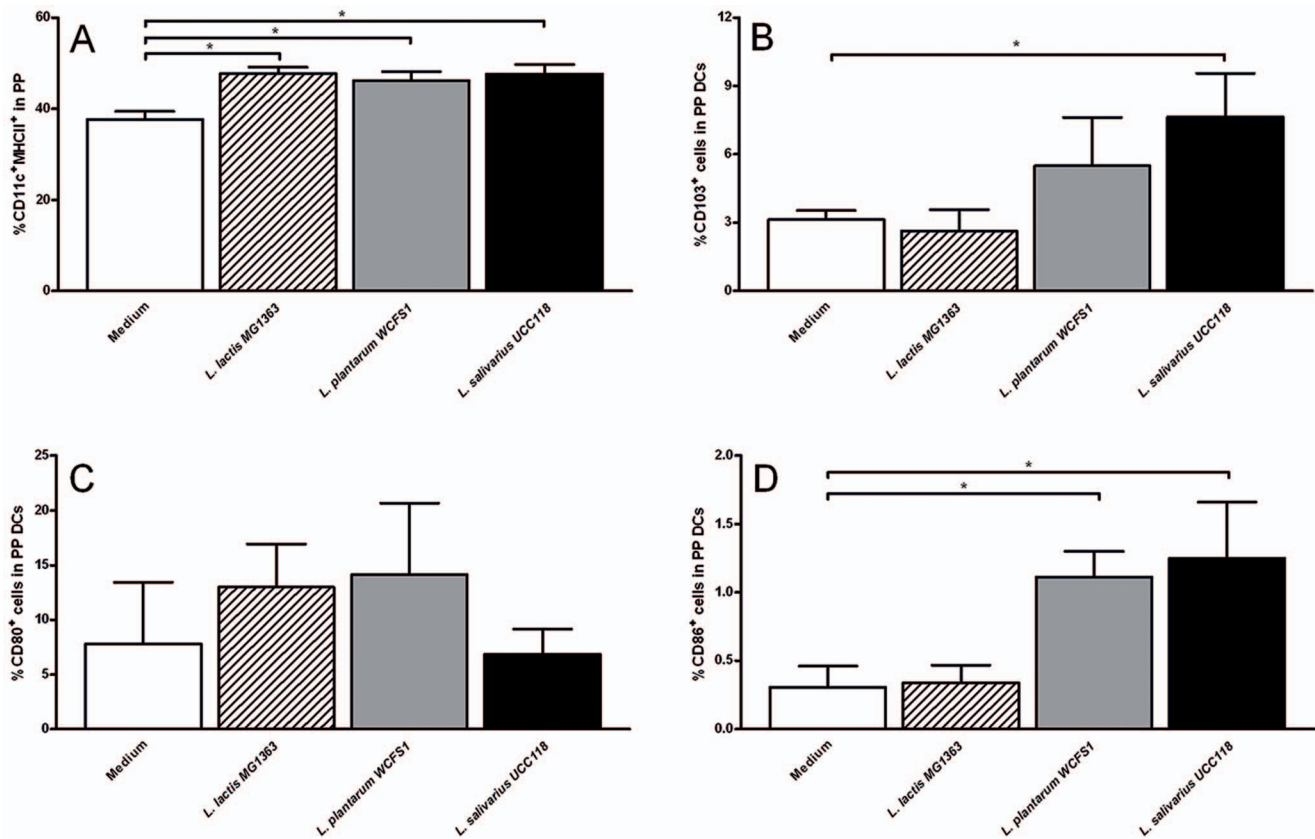 A
%CD11c⁺MHCII⁺ in PP
60
40
20
0
*
*
*
Medium
L. lactis MG1363
L. plantarum WCFS1
L. salivarius UCC118
B
%CD103⁺ cells in PP DCs
12
9
6
3
0
*
Medium
L. lactis MG1363
L. plantarum WCFS1
L. salivarius UCC118
C
%CD80⁺ cells in PP DCs
25
20
15
10
5
0
Medium
L. lactis MG1363
L. plantarum WCFS1
L. salivarius UCC118
D
%CD86⁺ cells in PP DCs
2.0
1.5
1.0
0.5
0.0
*
*
Medium
L. lactis MG1363
L. plantarum WCFS1
L. salivarius UCC118